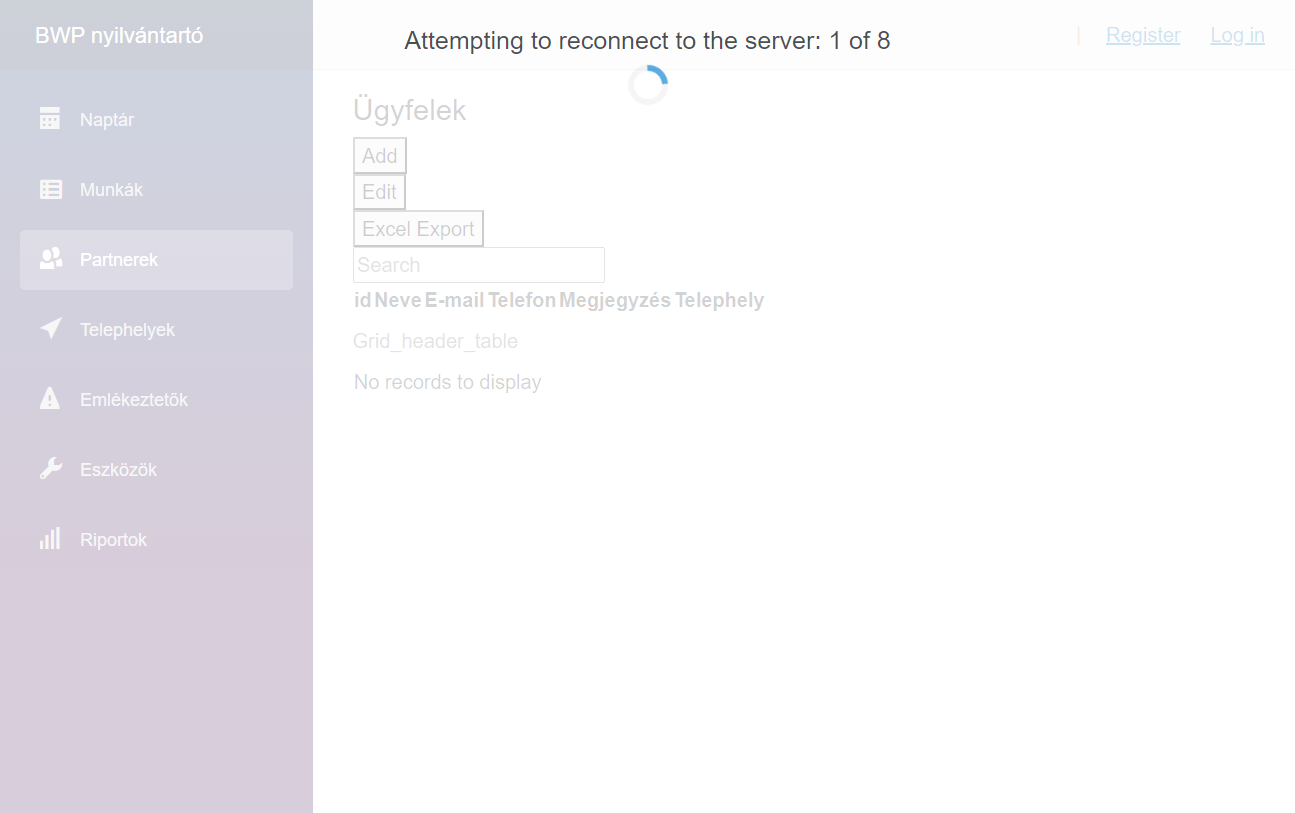 BWP nyilvántartó
Attempting to reconnect to the server: 1 of 8
| Register Log in
Naptár
Munkák
Partnerek
Telephelyek
Emlékeztetők
Eszközök
Riportok
Ügyfelek
Add
Edit
Excel Export
Search
id Neve E-mail Telefon Megjegyzés Telephely
Grid_header_table
No records to display